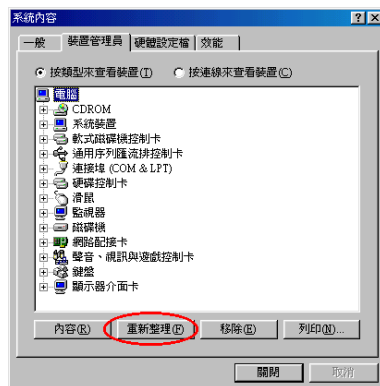 系統內容
一般 裝置管理員 硬體設定檔 效能
按類型來查看裝置(T) 按連線來查看裝置(C)
電腦
CDROM
系統裝置
軟式磁碟機控制卡
通用序列匯流排控制卡
連接埠 (COM & LPT)
硬碟控制卡
滑鼠
監視器
磁碟機
網路配接卡
聲音、視訊與遊戲控制卡
鍵盤
顯示器介面卡
內容(R) 重新整理(F) 移除(E) 列印(N)...
關閉 取消